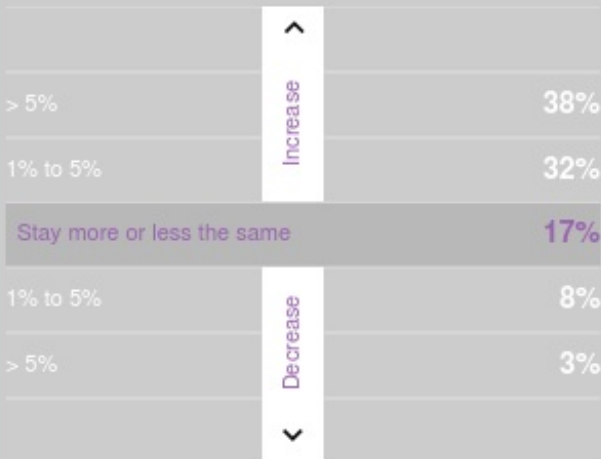 > 5%
Increase
38%
1% to 5%
32%
Stay more or less the same
17%
1% to 5%
Decrease
8%
> 5%
3%